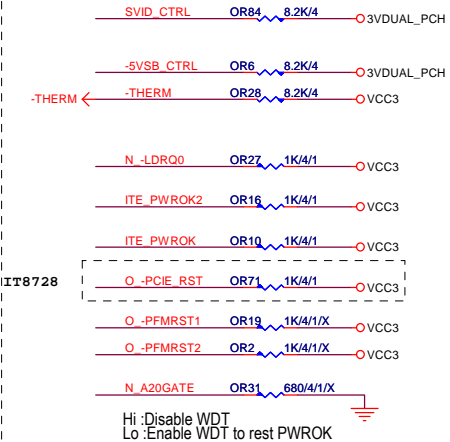 SVID_CTRL OR84 8.2K/4 3VDUAL_PCH
-5VSB_CTRL OR6 8.2K/4 3VDUAL_PCH
-THERM -THERM OR28 8.2K/4 VCC3
N_-LDRQ0 OR27 1K/4/1 VCC3
ITE_PWROK2 OR16 1K/4/1 VCC3
ITE_PWROK OR10 1K/4/1 VCC3
IT8728 O_-PCIE_RST OR71 1K/4/1 VCC3
O_-PFMRST1 OR19 1K/4/1/X VCC3
O_-PFMRST2 OR2 1K/4/1/X VCC3
N_A20GATE OR31 680/4/1/X
Hi :Disable WDT
Lo :Enable WDT to rest PWROK